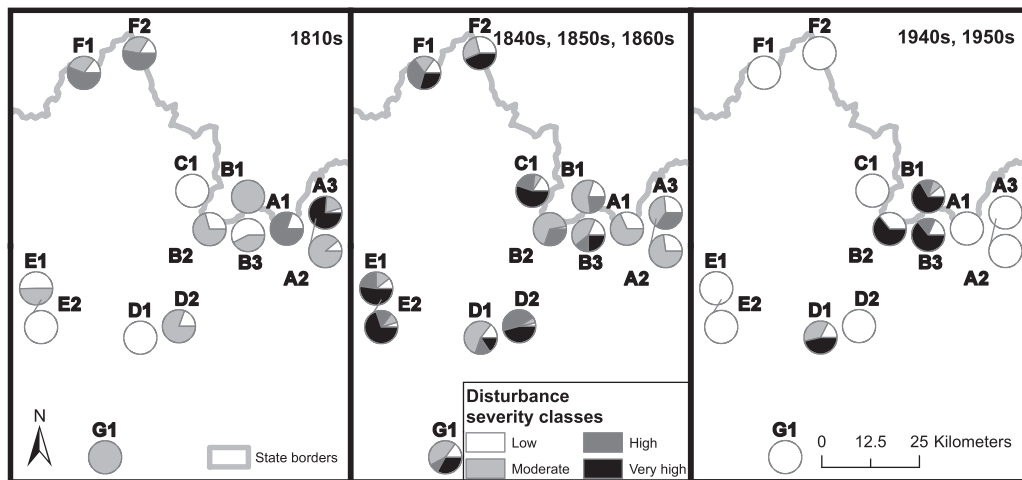 1810s
F1
F2
C1
B1
A1
A3
B2
B3
A2
E1
E2
D1
D2
G1
N
State borders
1840s, 1850s, 1860s
F1
F2
C1
B1
A1
A3
B2
B3
A2
E1
E2
D1
D2
G1
Disturbance
severity classes
Low
High
Moderate
Very high
1940s, 1950s
F1
F2
C1
B1
A1
A3
B2
B3
A2
E1
E2
D1
D2
G1
0 12.5 25 Kilometers